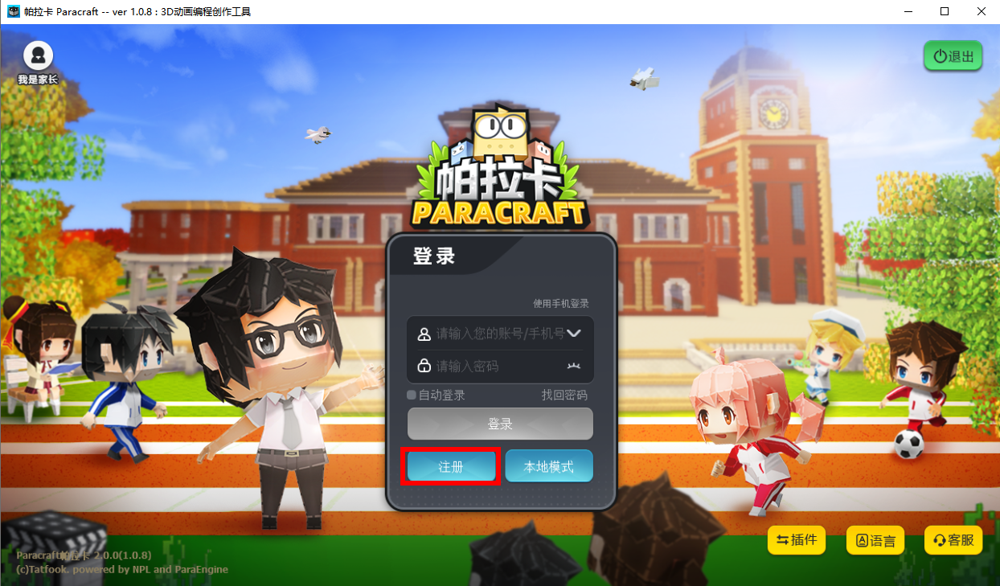 帕拉卡 Paracraft -- ver 1.0.8 : 3D动画编程创作工具
我是家长
退出
帕拉卡
PARACRAFT
登录
使用手机登录
请输入您的账号/手机号
请输入密码
自动登录 找回密码
登录
注册 本地模式
插件 语言 客服
Paracraft帕拉卡 2.0.0(1.0.8)
(c)Tatfook. powered by NPL and ParaEngine